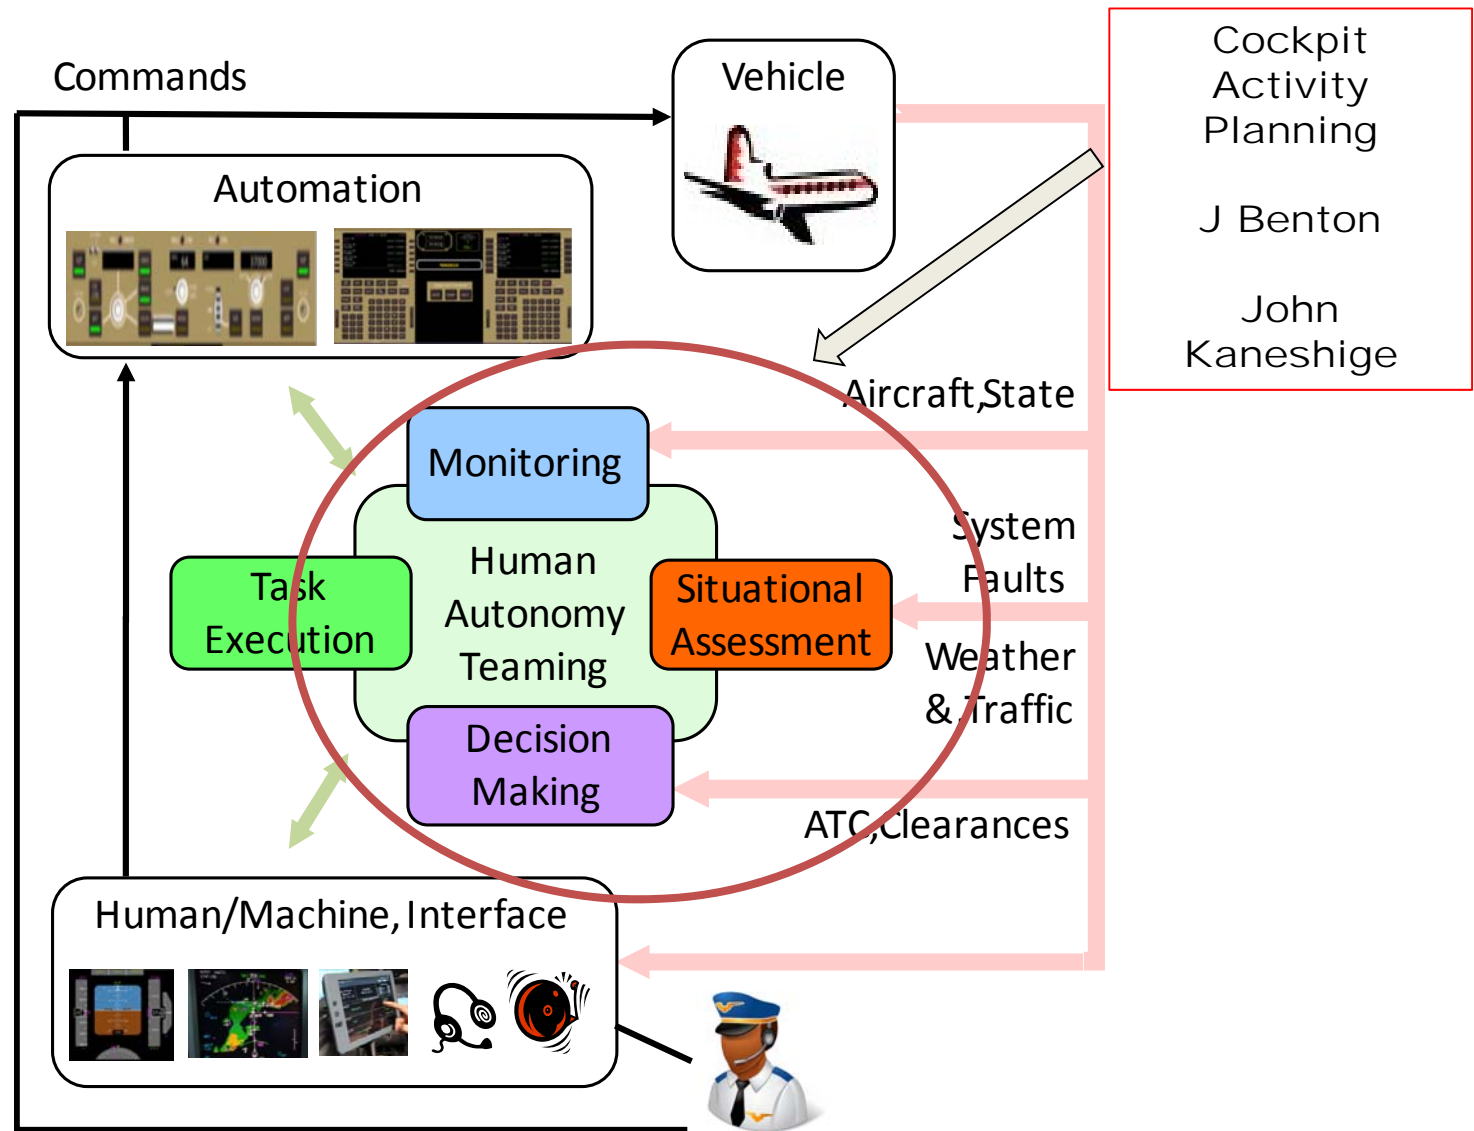 Commands
Vehicle
Cockpit
Activity
Planning
J Benton
John
Kaneshige
Automation
Aircraft,State
Monitoring
System
Faults
Human
Autonomy
Teaming
Task
Execution
Situational
Assessment
Weather
& Traffic
Decision
Making
ATC,Clearances
Human/Machine, Interface